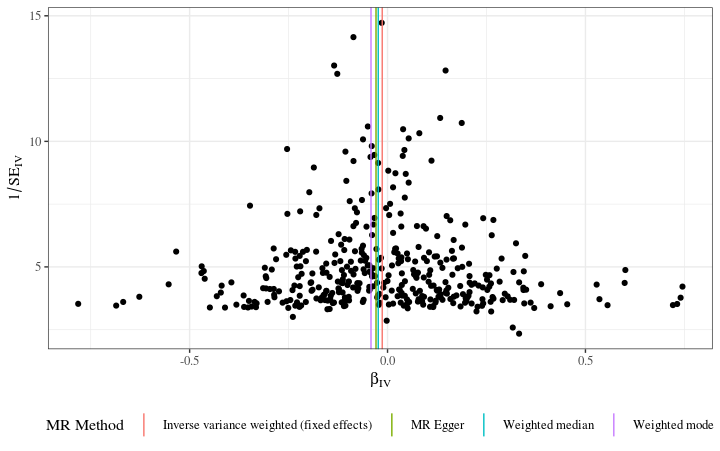 15
10
5
1/SE_IV
-0.5
0.0
0.5
β_IV
MR Method
Inverse variance weighted (fixed effects)
MR Egger
Weighted median
Weighted mode